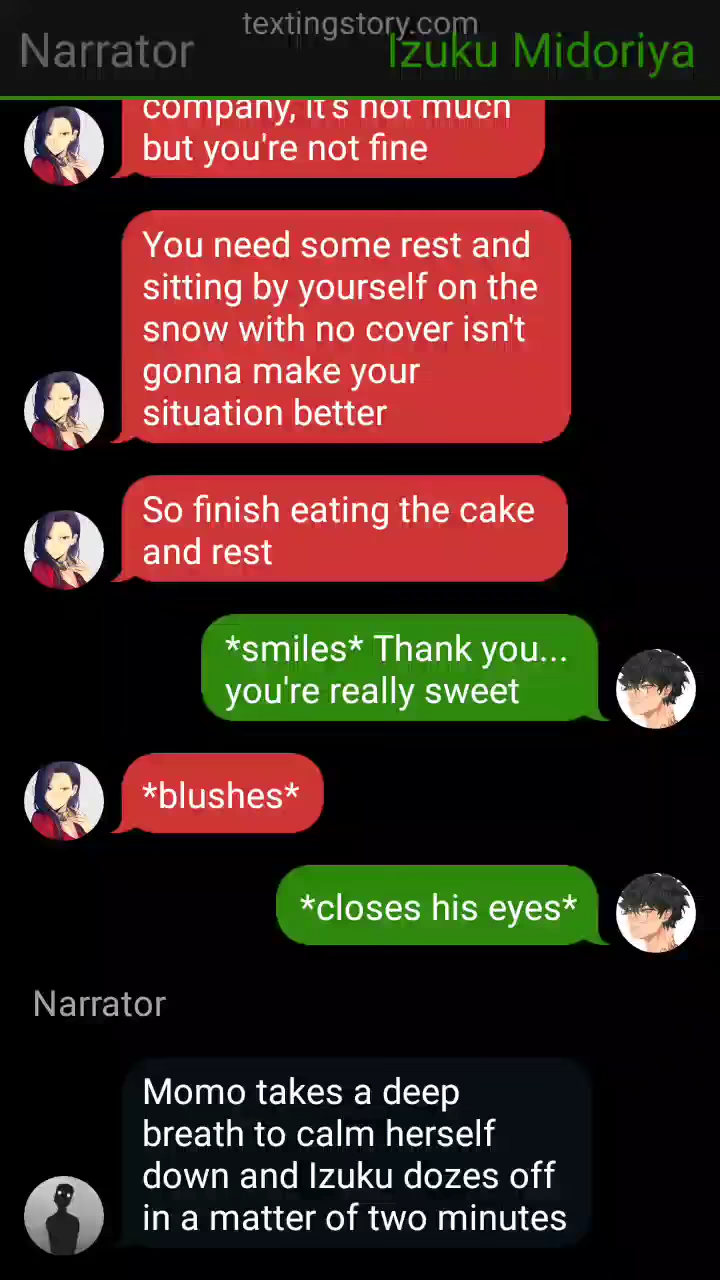 textingstory.com
Narrator
Izuku Midoriya
company, it's not much
but you're not fine
You need some rest and
sitting by yourself on the
snow with no cover isn't
gonna make your
situation better
So finish eating the cake
and rest
*smiles* Thank you...
you're really sweet
*blushes*
*closes his eyes*
Narrator
Momo takes a deep
breath to calm herself
down and Izuku dozes off
in a matter of two minutes